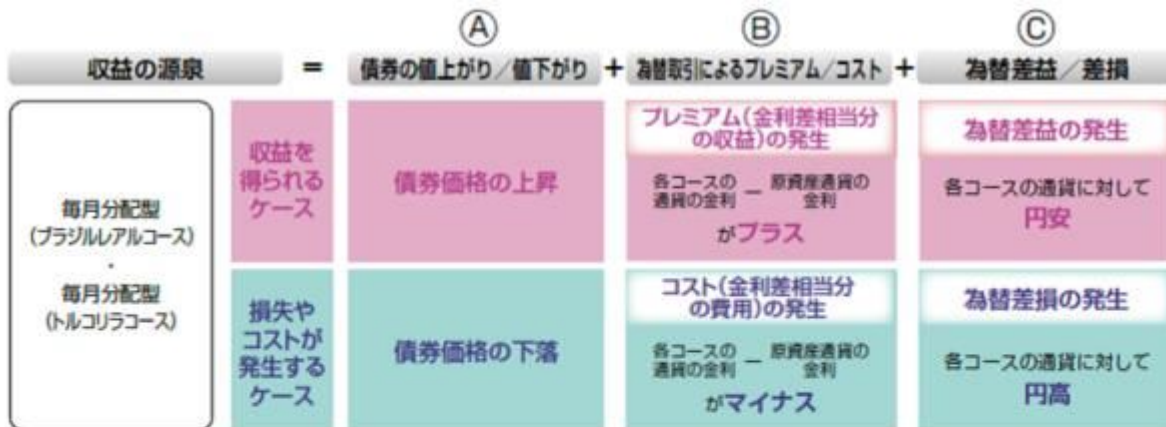 Ⓐ Ⓑ Ⓒ
収益の源泉 = 債券の値上がり／値下がり + 為替取引によるプレミアム／コスト + 為替差益／差損
毎月分配型
(ブラジルレアルコース)
・
毎月分配型
(トルコリラコース)
収益を
得られる
ケース
債券価格の上昇
プレミアム(金利差相当分
の収益)の発生
各コースの
通貨の金利
−
原資産通貨の
金利
がプラス
為替差益の発生
各コースの通貨に対して
円安
損失や
コストが
発生する
ケース
債券価格の下落
コスト(金利差相当分
の費用)の発生
各コースの
通貨の金利
−
原資産通貨の
金利
がマイナス
為替差損の発生
各コースの通貨に対して
円高